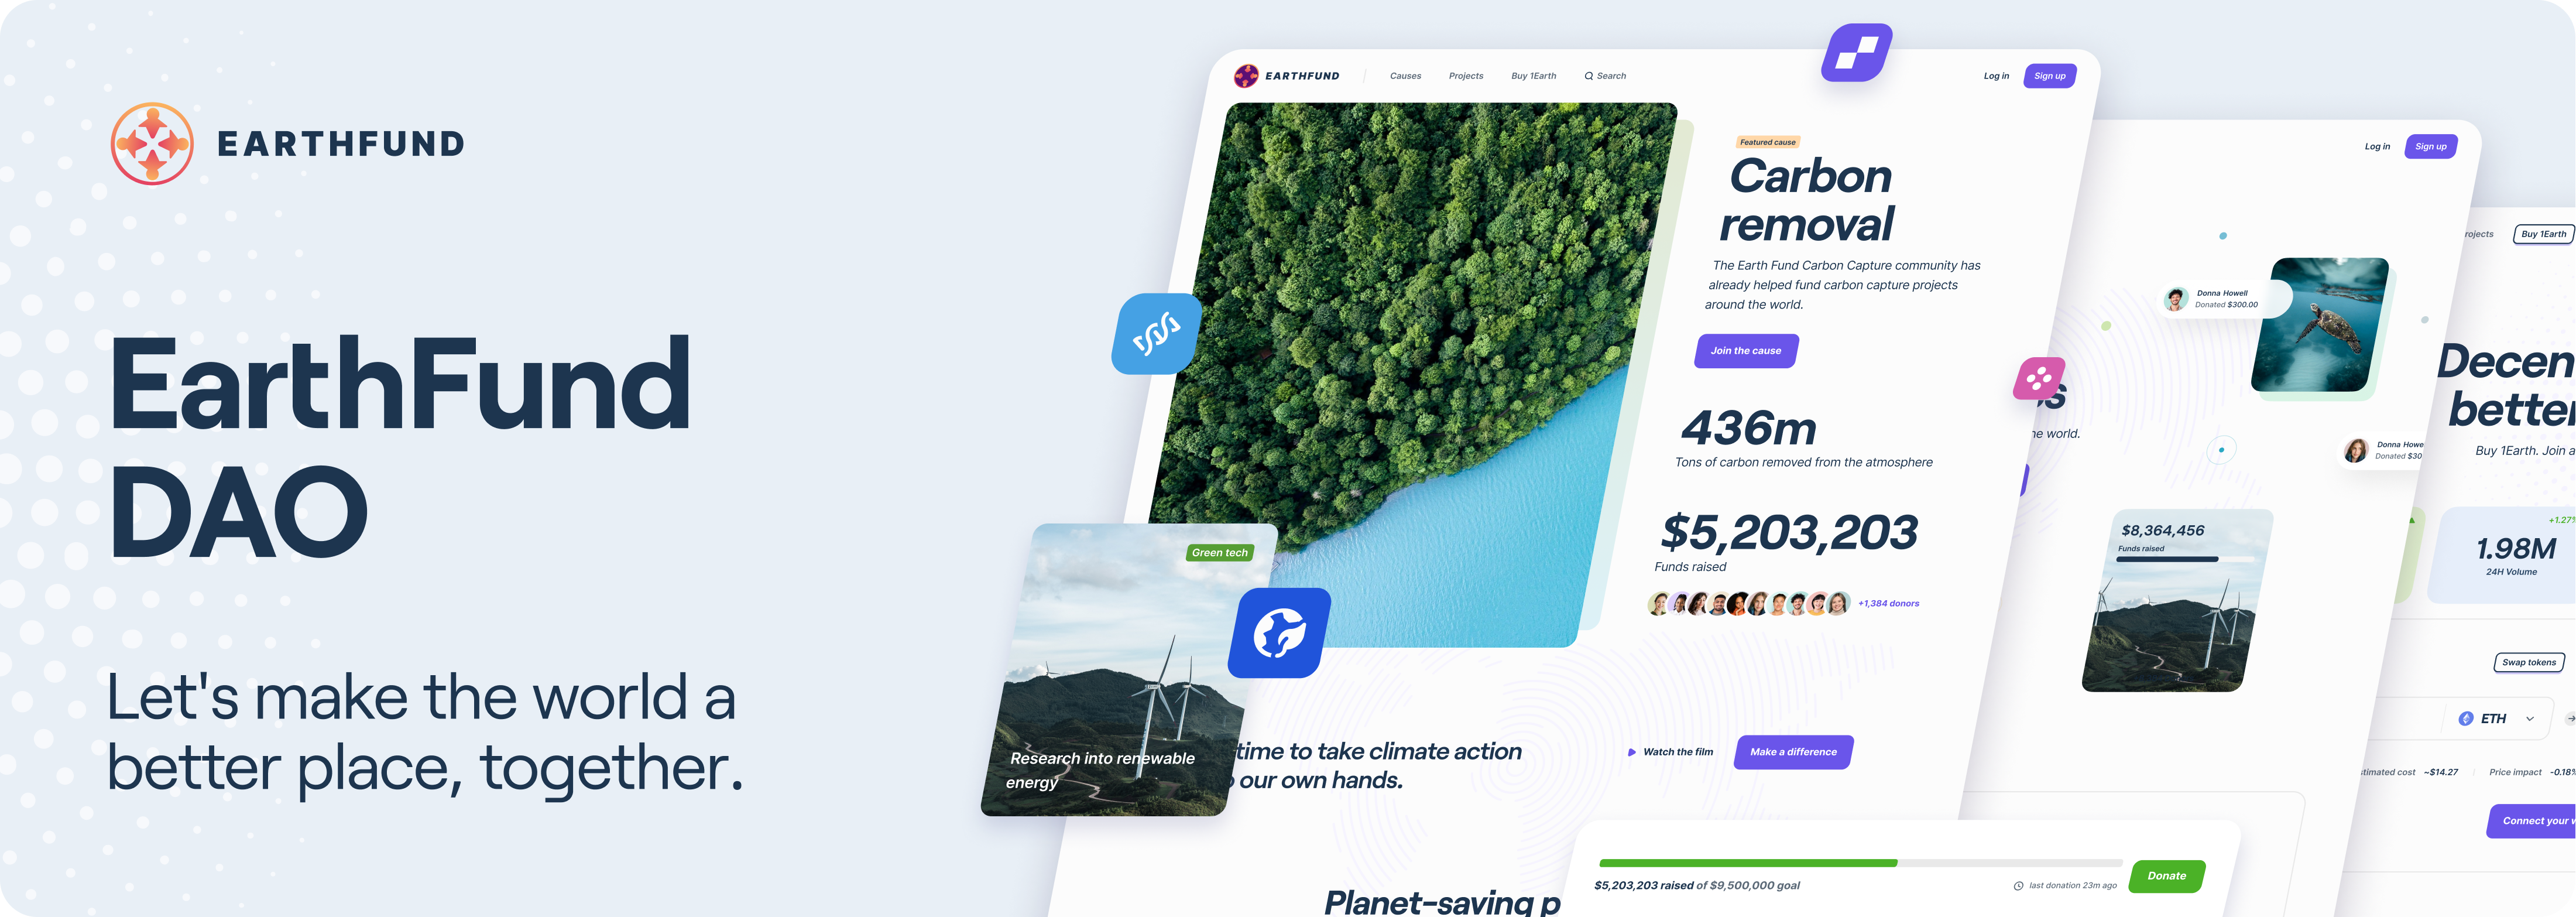 EARTHFUND
EarthFund
DAO
Let's make the world a
better place, together.
EARTHFUND
Causes
Projects
Buy 1Earth
Search
Log in
Sign up
Featured cause
Carbon
removal
The Earth Fund Carbon Capture community has
already helped fund carbon capture projects
around the world.
Join the cause
436m
Tons of carbon removed from the atmosphere
$5,203,203
Funds raised
+1,384 donors
Green tech
Research into renewable
energy
time to take climate action
our own hands.
Watch the film
Make a difference
Planet-saving p
$5,203,203 raised of $9,500,000 goal
last donation 23m ago
Donate
Log in
Sign up
Donna Howell
Donated $300.00
world.
Donna Howe
Donated $30
$8,364,456
Funds raised
rojects
Buy 1Earth
Decen
better
Buy 1Earth. Join a
+1.27%
1.98M
24H Volume
Swap tokens
ETH
timated cost ~$14.27
Price impact -0.18%
Connect your w